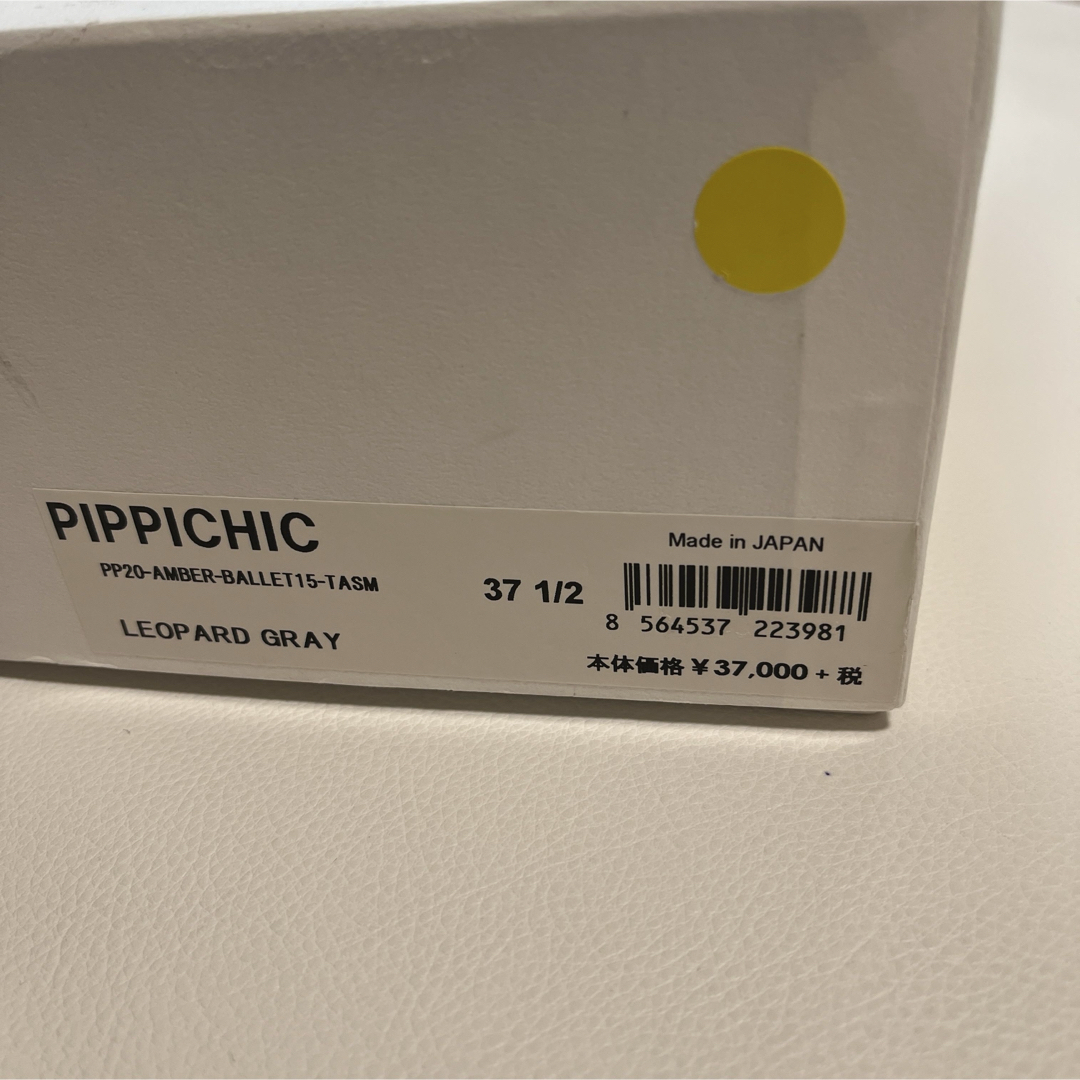 PIPPICHIC
PP20-AMBER-BALLET15-TASM
LEOPARD GRAY
37 1/2
Made in JAPAN
8 564537 223981
本体価格 ¥37,000 + 税